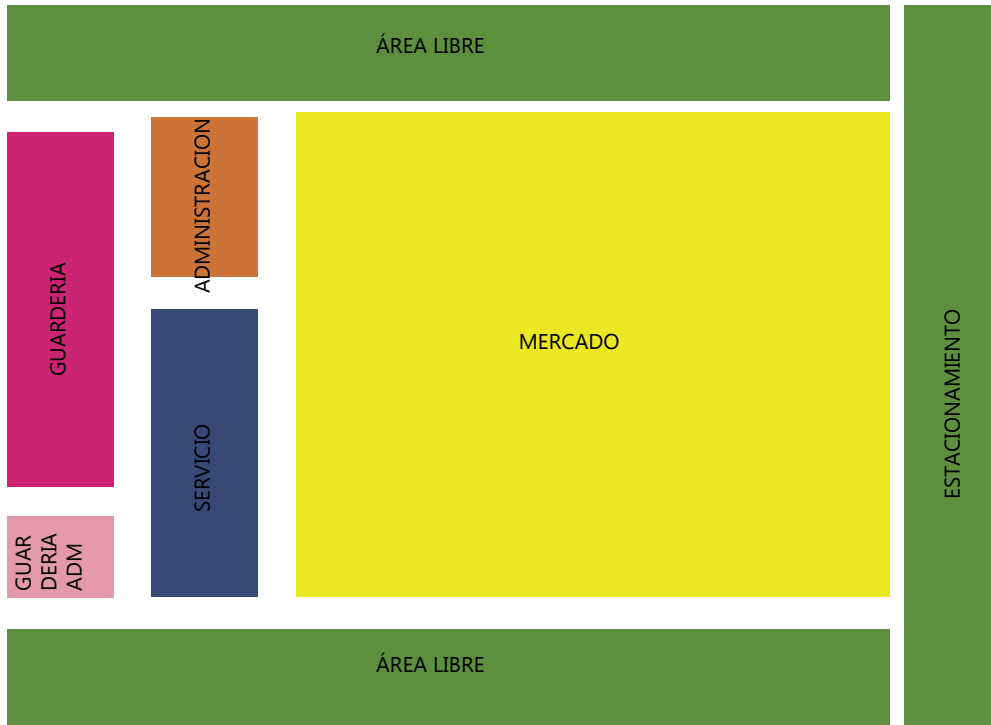 ÁREA LIBRE
ADMINISTRACION
GUARDERIA
MERCADO
ESTACIONAMIENTO
SERVICIO
GUAR
DERIA
ADM
ÁREA LIBRE